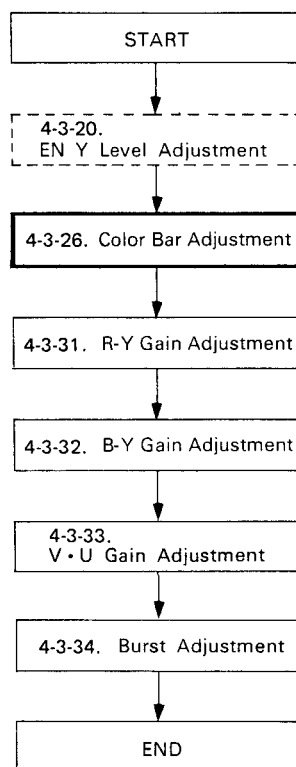 START
4-3-20.
EN Y Level Adjustment
4-3-26. Color Bar Adjustment
4-3-31. R-Y Gain Adjustment
4-3-32. B-Y Gain Adjustment
4-3-33.
V•U Gain Adjustment
4-3-34. Burst Adjustment
END